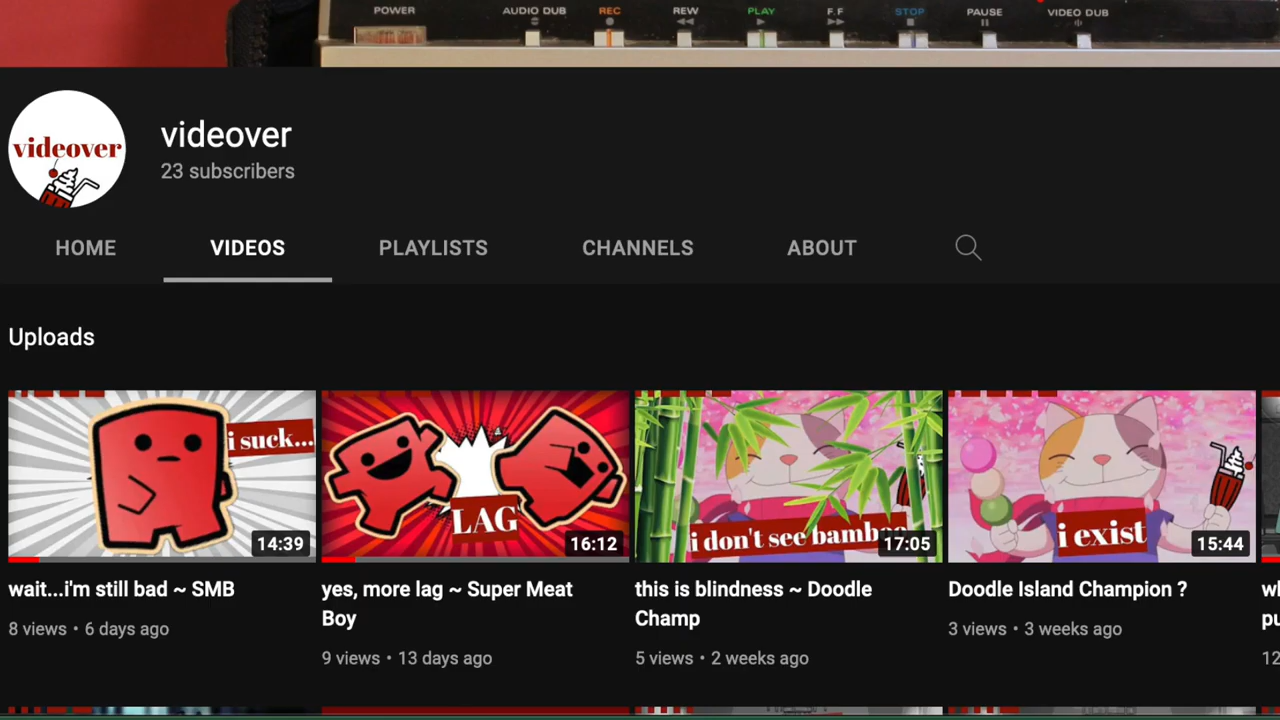 POWER AUDIO DUB REC REW PLAY F.F STOP PAUSE VIDEO DUB
videover
videover
23 subscribers
HOME VIDEOS PLAYLISTS CHANNELS ABOUT
Uploads
i suck...
14:39
LAG
16:12
i don't see bamboo
17:05
i exist
15:44
wait...i'm still bad ~ SMB
8 views • 6 days ago
yes, more lag ~ Super Meat
Boy
9 views • 13 days ago
this is blindness ~ Doodle
Champ
5 views • 2 weeks ago
Doodle Island Champion ?
3 views • 3 weeks ago
12